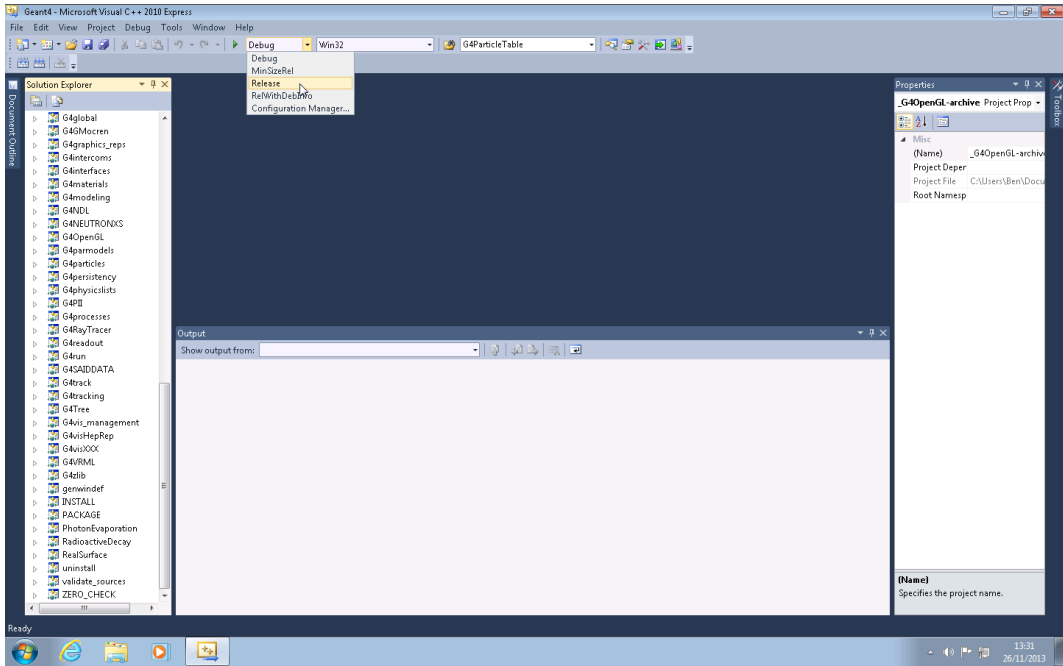 Geant4 - Microsoft Visual C++ 2010 Express
File Edit View Project Debug Tools Window Help
Debug Win32 G4ParticleTable
Debug
MinSizeRel
Release
RelWithDebInfo
Configuration Manager...
Document Outline
Solution Explorer
G4global
G4GMocren
G4graphics_reps
G4intercoms
G4interfaces
G4materials
G4modeling
G4NDL
G4NEUTRONXS
G4OpenGL
G4parmodels
G4particles
G4persistency
G4physicslists
G4PII
G4processes
G4RayTracer
G4readout
G4run
G4SAIDDATA
G4track
G4tracking
G4Tree
G4vis_management
G4visHepRep
G4visXXX
G4VRML
G4zlib
genwindef
INSTALL
PACKAGE
PhotonEvaporation
RadioactiveDecay
RealSurface
uninstall
validate_sources
ZERO_CHECK
Output
Show output from:
Properties
_G4OpenGL-archive Project Prop
Misc
(Name) _G4OpenGL-archiv
Project Deper
Project File C:\Users\Ben\Docu
Root Namesp
(Name)
Specifies the project name.
Toolbox
Ready
13:31
26/11/2013